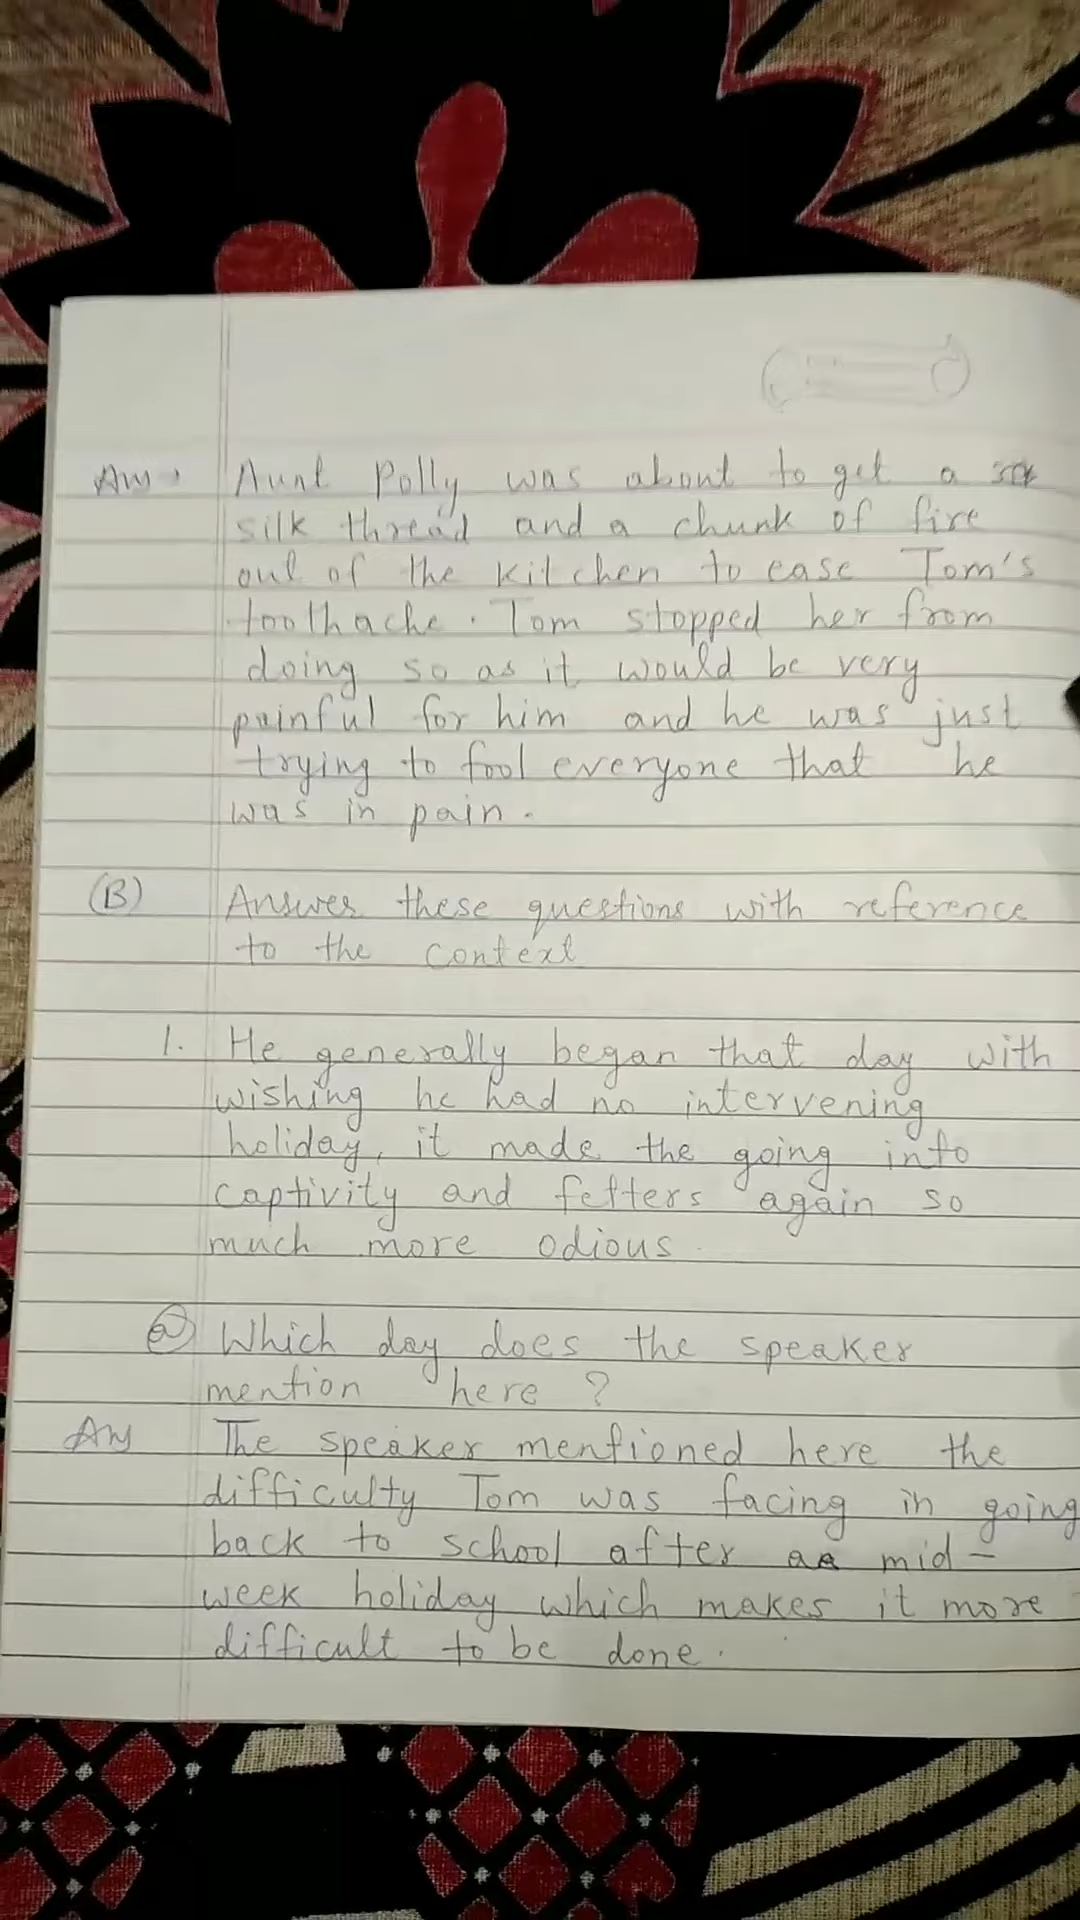 Ans → Aunt Polly was about to get a
silk thread and a chunk of fire
out of the kitchen to ease Tom's
toothache. Tom stopped her from
doing so as it would be very
painful for him and he was just
trying to fool everyone that he
was in pain.
(B) Answer these questions with reference
to the context
1. He generally began that day with
wishing he had no intervening
holiday, it made the going into
captivity and fetters again so
much more odious.
(a) Which day does the speaker
mention here ?
Ans The speaker mentioned here the
difficulty Tom was facing in going
back to school after a mid-
week holiday which makes it more
difficult to be done.